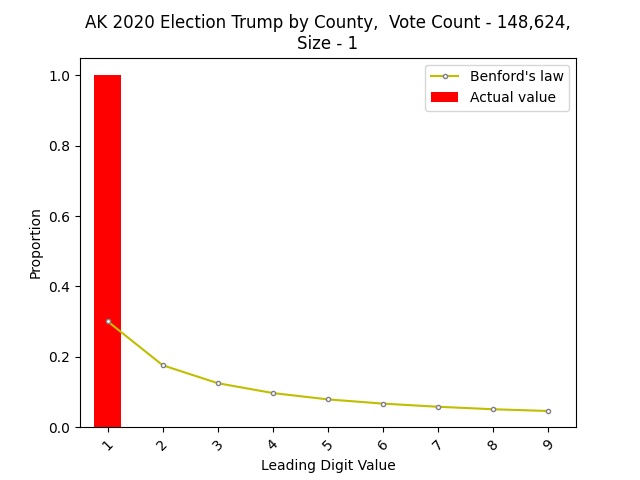 AK 2020 Election Trump by County,  Vote Count - 148,624,
Size - 1
Benford's law
Actual value
1.0
0.8
0.6
0.4
0.2
0.0
Proportion
1 2 3 4 5 6 7 8 9
Leading Digit Value